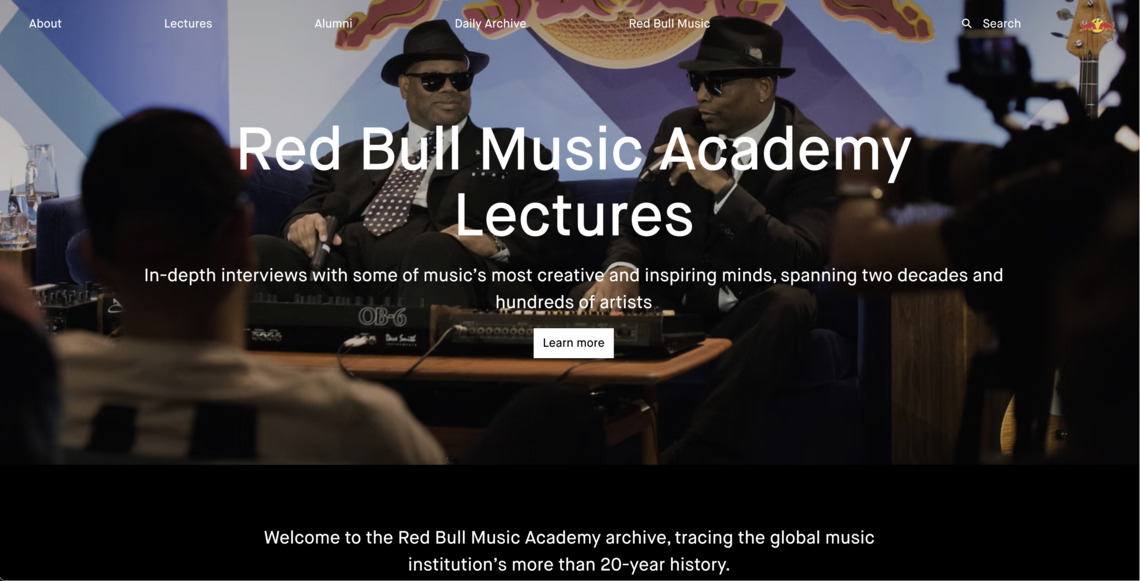 About
Lectures
Alumni
Daily Archive
Red Bull Music
Search
Red Bull Music Academy
Lectures
In-depth interviews with some of music’s most creative and inspiring minds, spanning two decades and
hundreds of artists
OB-6
Dave Smith
Learn more
Welcome to the Red Bull Music Academy archive, tracing the global music
institution’s more than 20-year history.